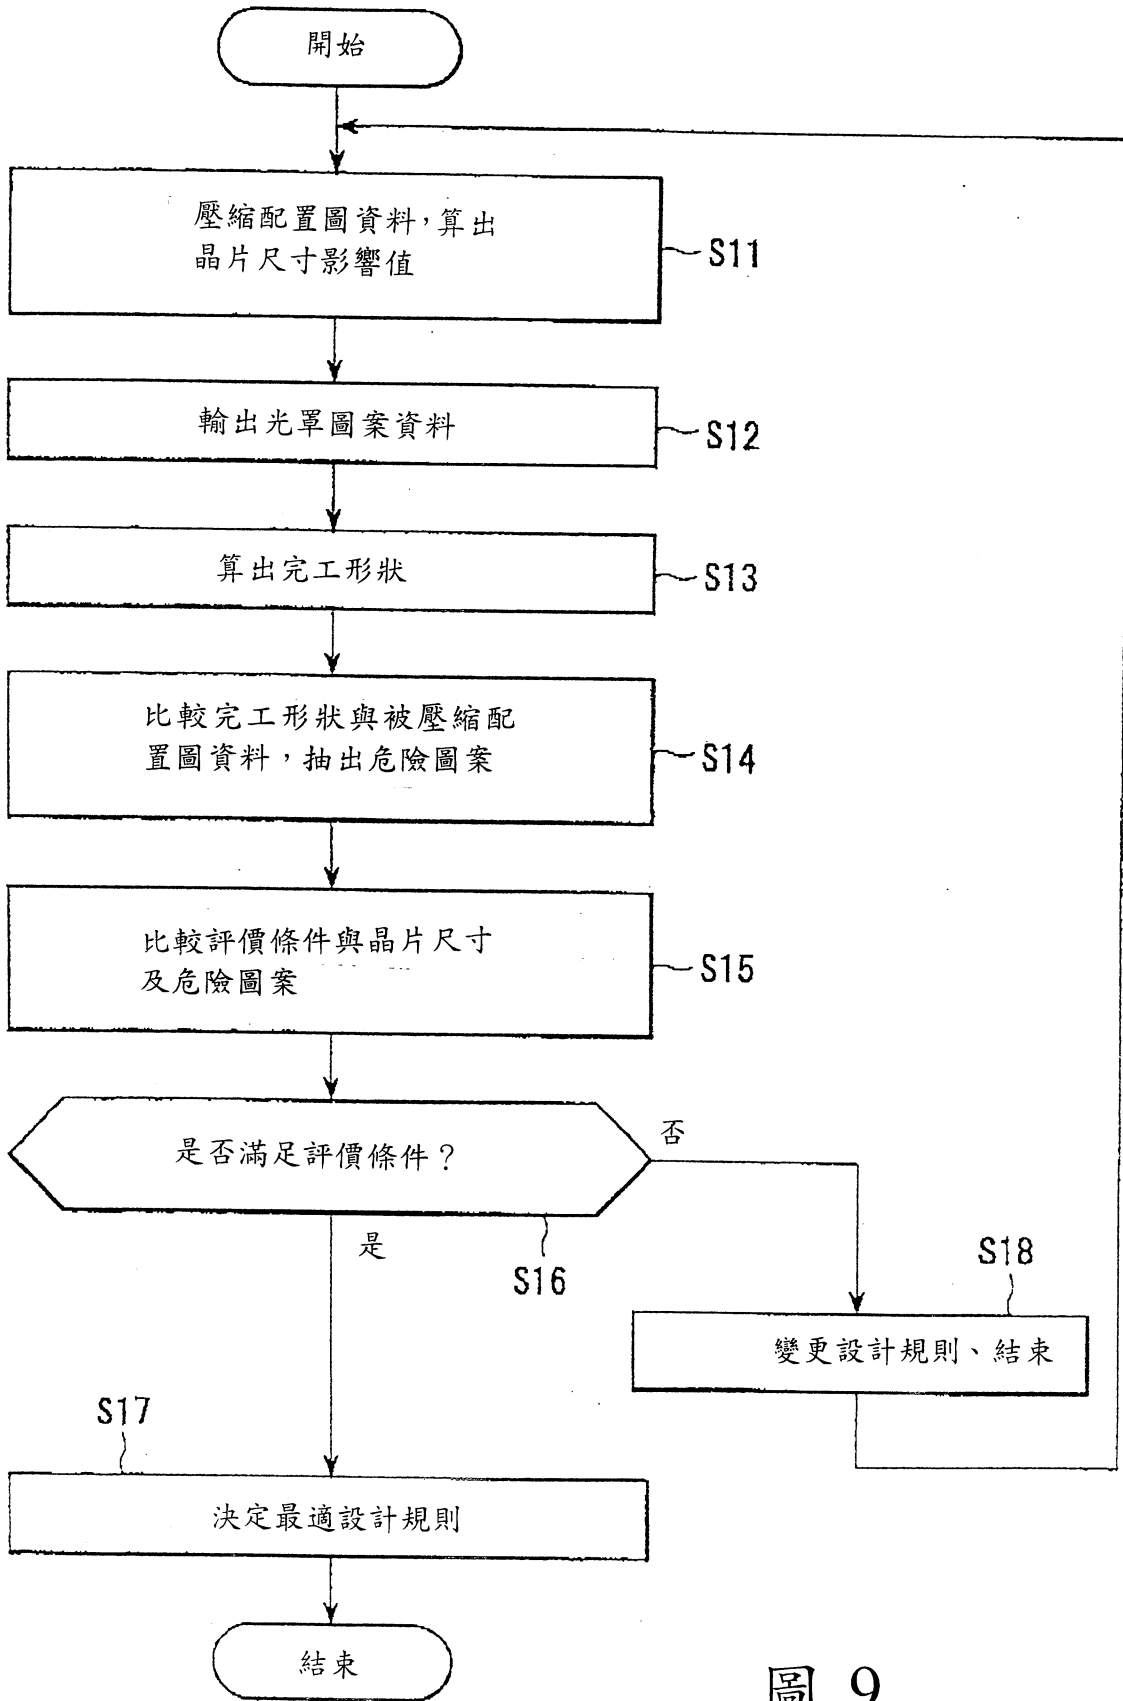 開始
壓縮配置圖資料,算出
晶片尺寸影響值
S11
輸出光罩圖案資料
S12
算出完工形狀
S13
比較完工形狀與被壓縮配
置圖資料,抽出危險圖案
S14
比較評價條件與晶片尺寸
及危險圖案
S15
是否滿足評價條件?
否
是
S16
S18
變更設計規則、結束
S17
決定最適設計規則
結束
圖 9